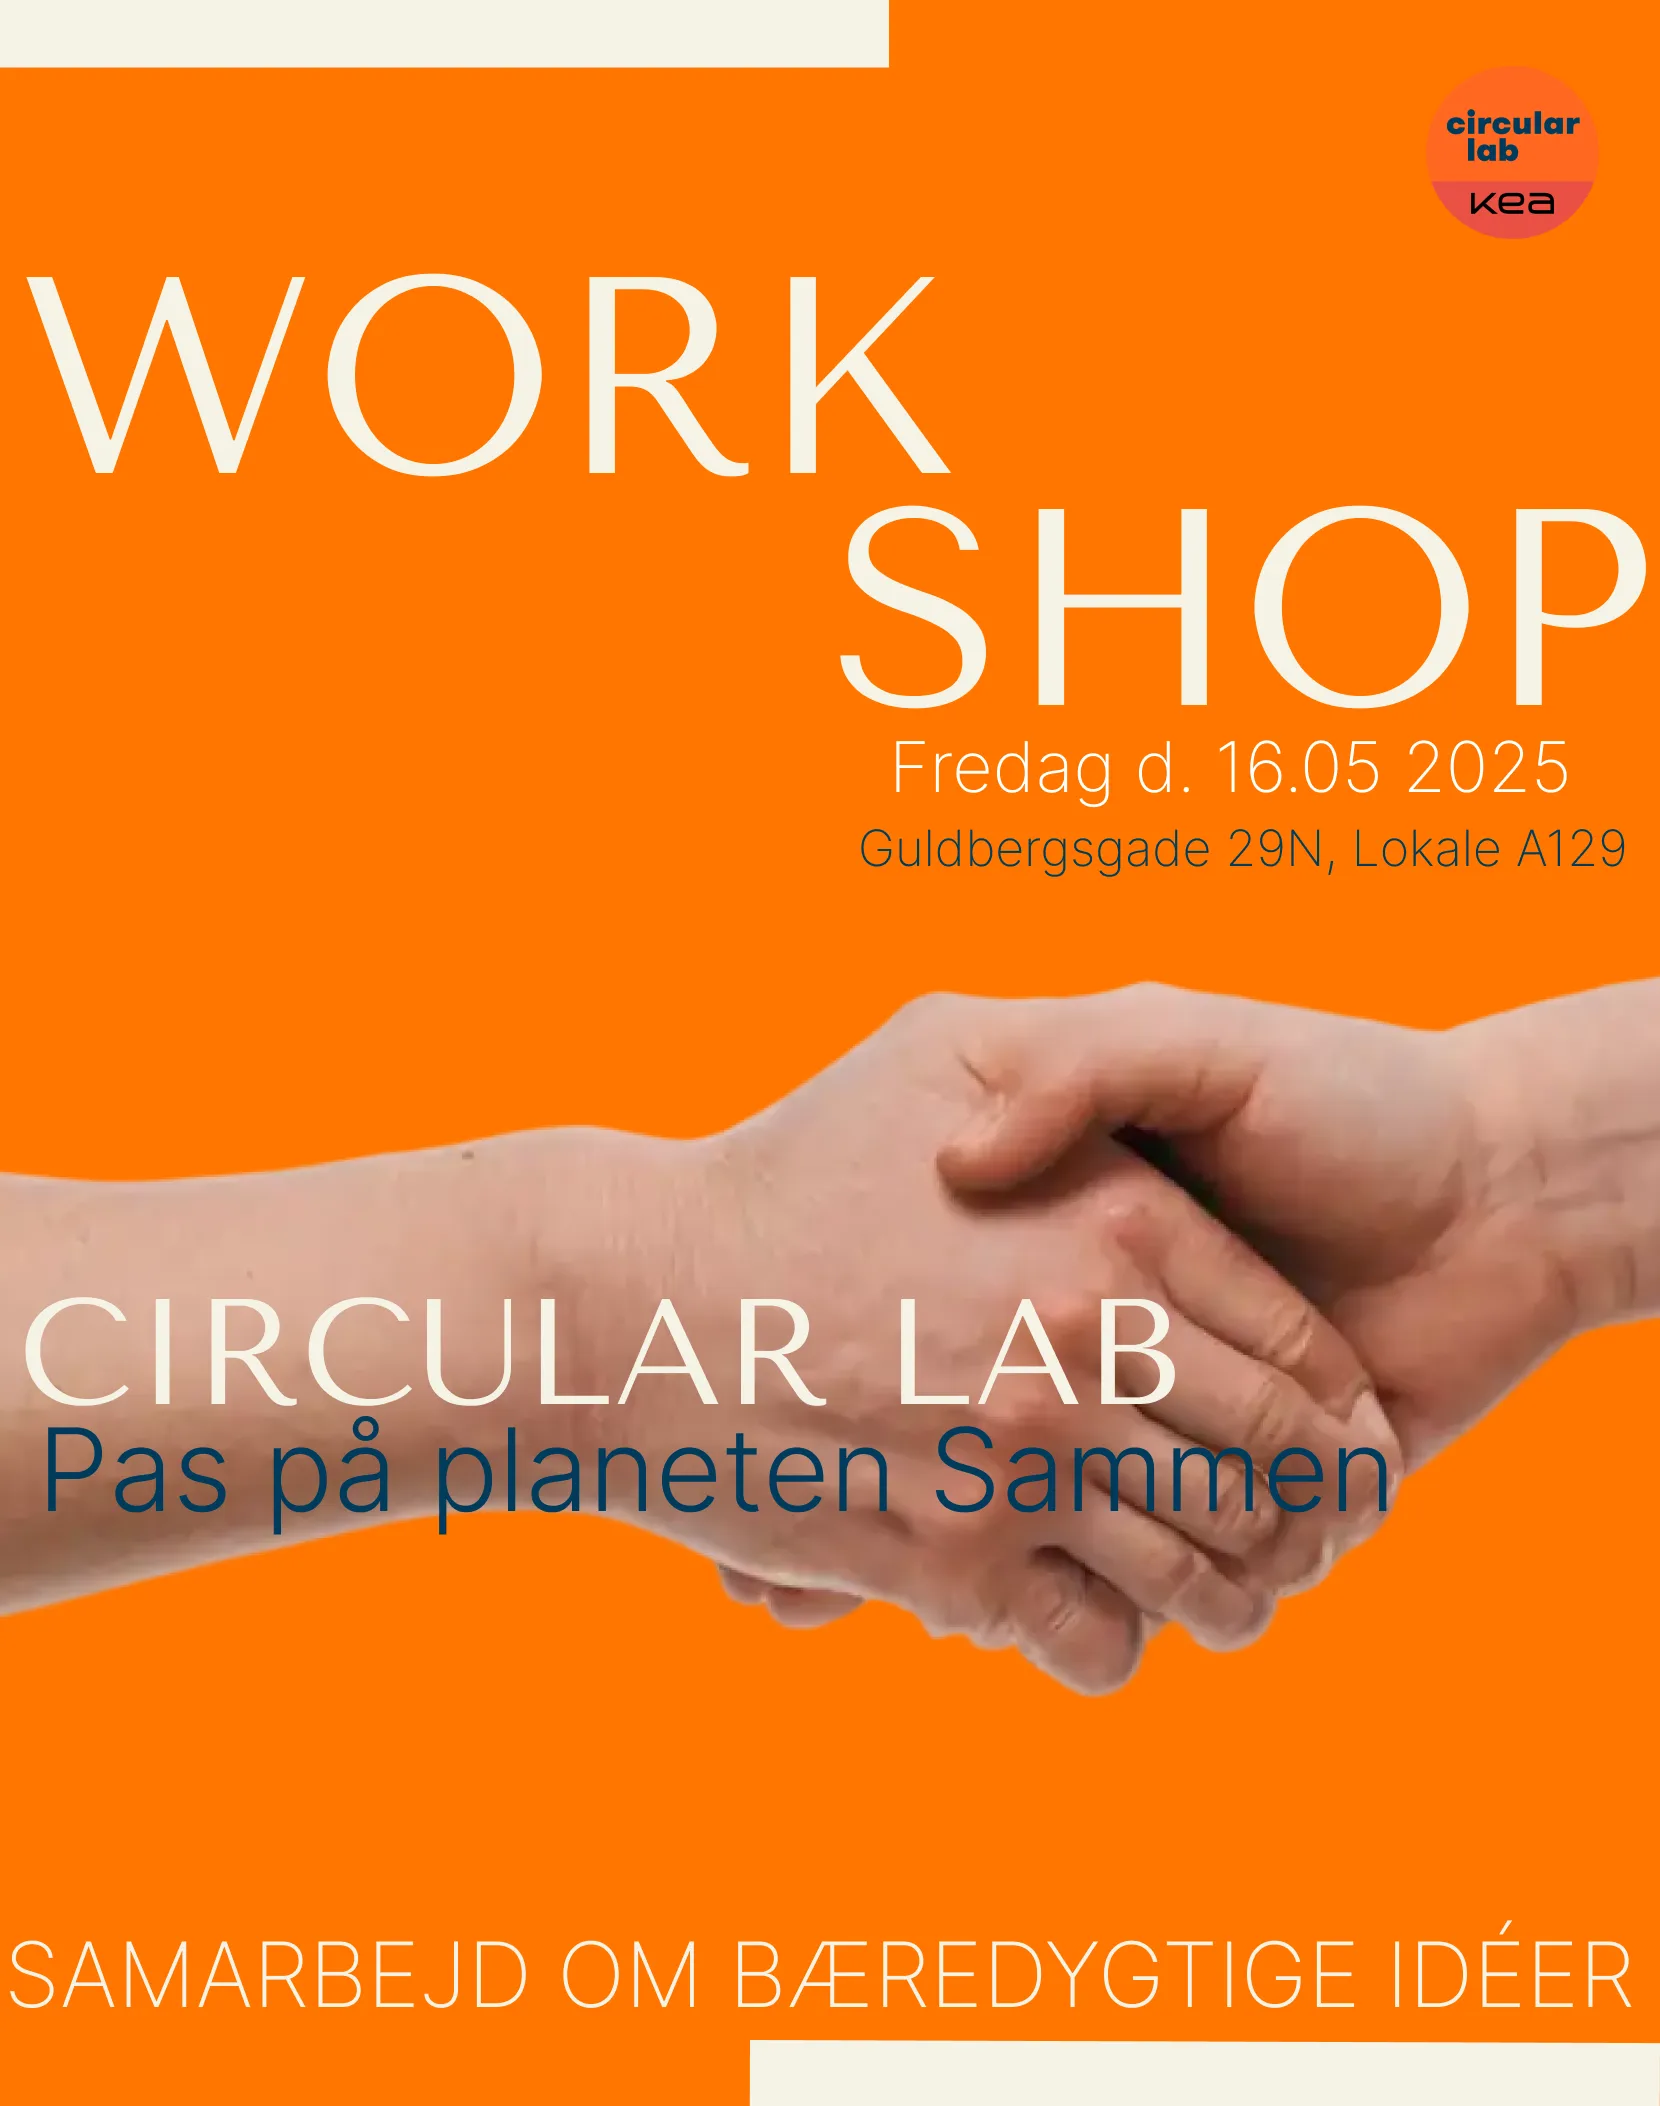 circular
lab
kea
WORK
SHOP
Fredag d. 16.05 2025
Guldbergsgade 29N, Lokale A129
CIRCULAR LAB
Pas på planeten Sammen
SAMARBEJD OM BÆREDYGTIGE IDÉER